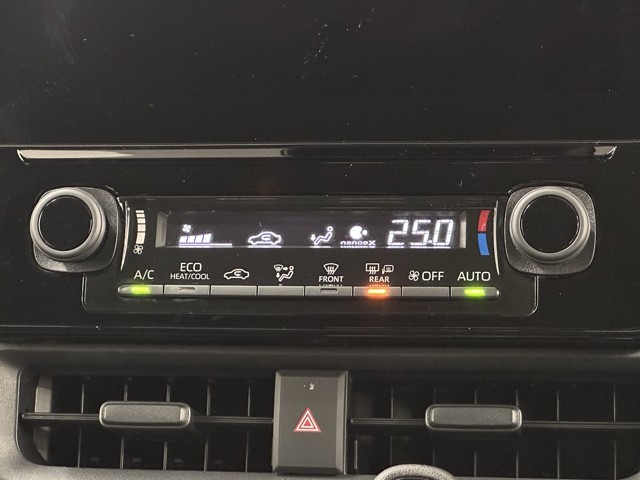 nanoeX 25.0
A/C ECO HEAT/COOL FRONT REAR OFF AUTO